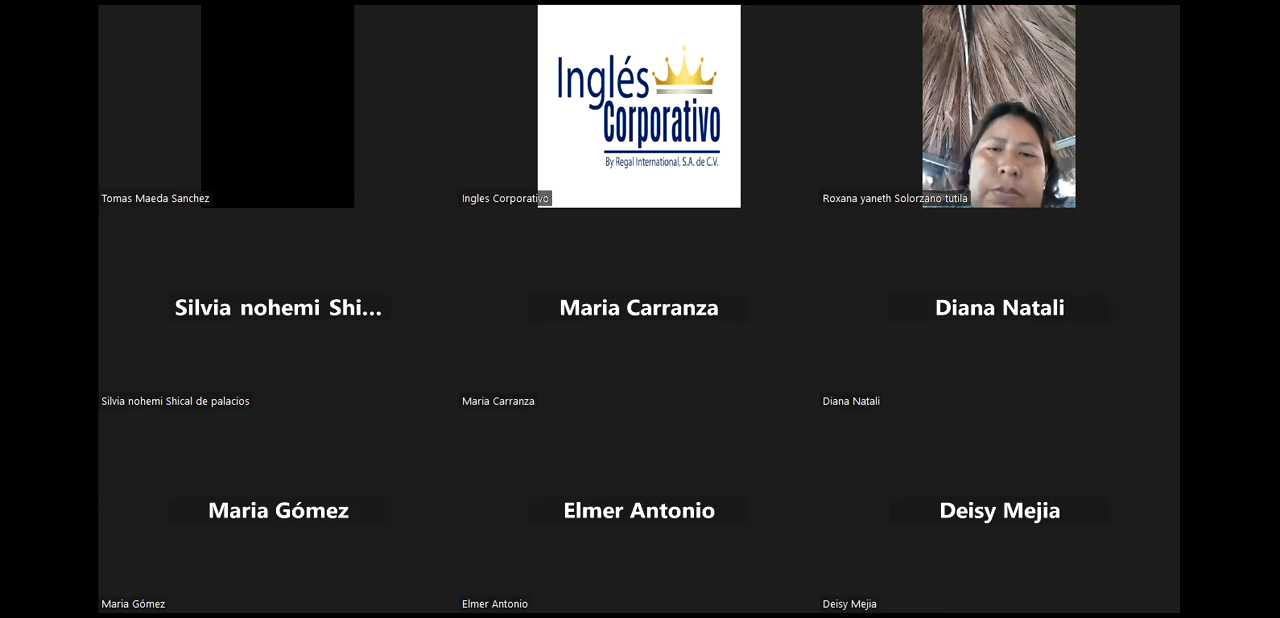 Inglés
Corporativo
By Regal International, S.A. de C.V.
Tomas Maeda Sanchez
Ingles Corporativo
Roxana yaneth Solorzano tutila
Silvia nohemi Shi...
Maria Carranza
Diana Natali
Silvia nohemi Shical de palacios
Maria Carranza
Diana Natali
Maria Gómez
Elmer Antonio
Deisy Mejia
Maria Gómez
Elmer Antonio
Deisy Mejia